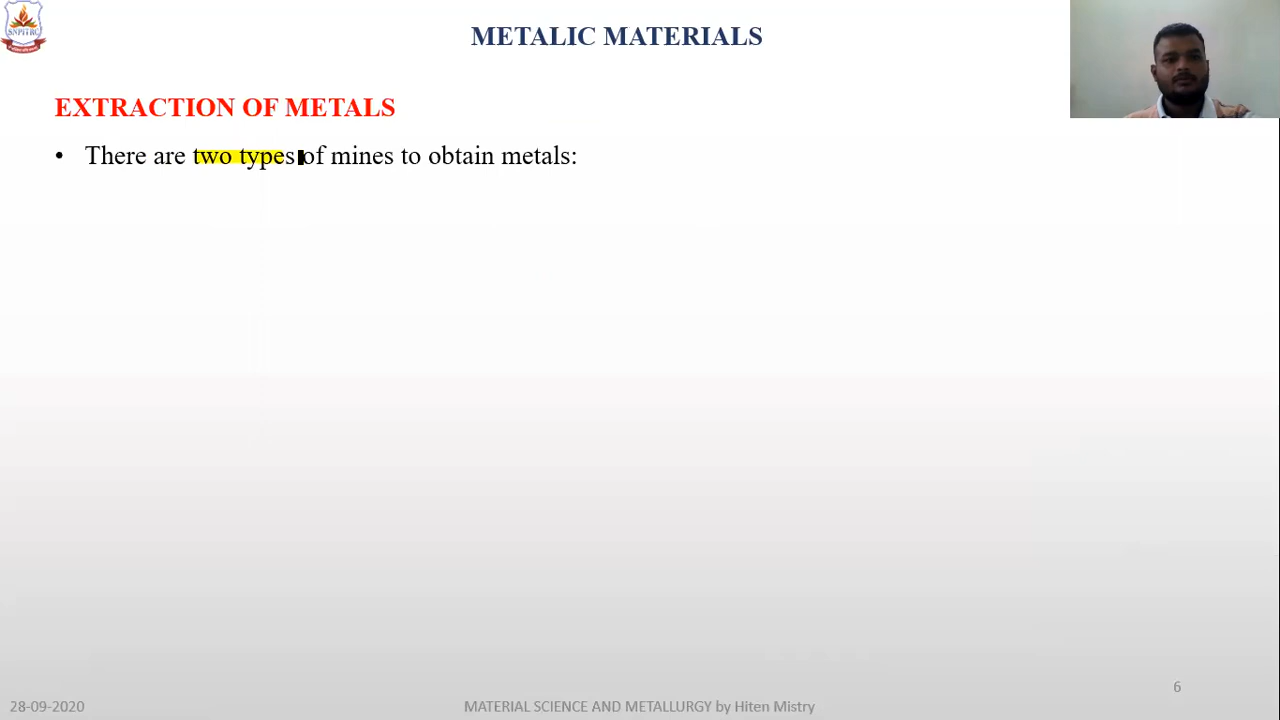 SNPITRC
METALIC MATERIALS
EXTRACTION OF METALS
• There are two types of mines to obtain metals:
6
28-09-2020
MATERIAL SCIENCE AND METALLURGY by Hiten Mistry